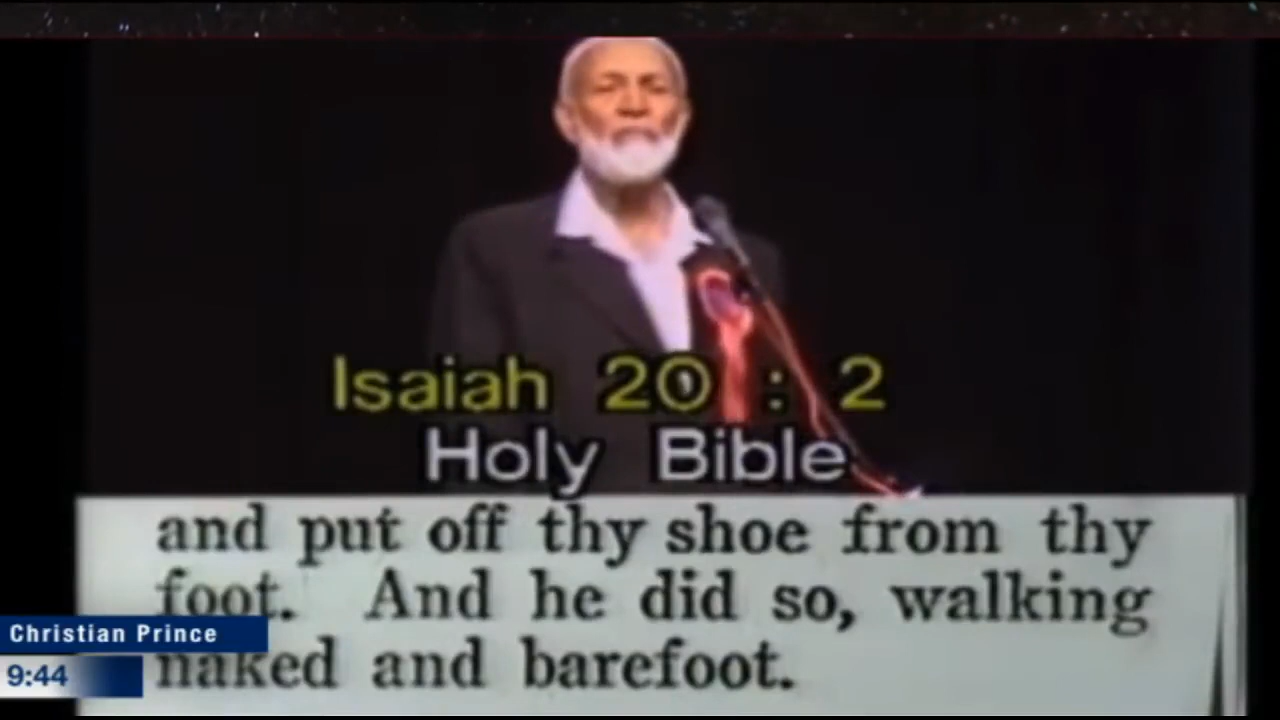 Isaiah 20 : 2
Holy Bible
and put off thy shoe from thy
foot. And he did so, walking
naked and barefoot.
Christian Prince
9:44